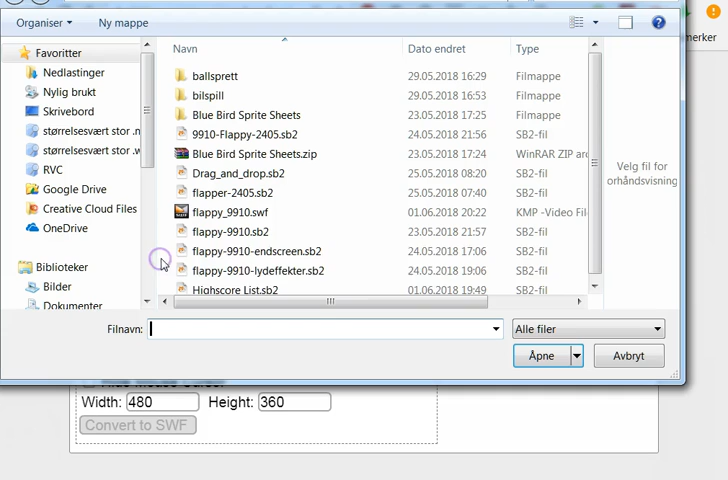 Organiser
Ny mappe
merker
Favoritter
Nedlastinger
Nylig brukt
Skrivebord
størrelsesvært stor .n
størrelsesvært stor .w
RVC
Google Drive
Creative Cloud Files
OneDrive
Biblioteker
Bilder
Dokumenter
Navn Dato endret Type
ballsprett 29.05.2018 16:29 Filmappe
bilspill 29.05.2018 16:53 Filmappe
Blue Bird Sprite Sheets 23.05.2018 17:25 Filmappe
9910-Flappy-2405.sb2 24.05.2018 21:56 SB2-fil
Blue Bird Sprite Sheets.zip 23.05.2018 17:24 WinRAR ZIP arc
Drag_and_drop.sb2 25.05.2018 08:20 SB2-fil
flapper-2405.sb2 25.05.2018 07:40 SB2-fil
flappy_9910.swf 01.06.2018 20:22 KMP -Video File
flappy-9910.sb2 23.05.2018 21:57 SB2-fil
flappy-9910-endscreen.sb2 24.05.2018 17:06 SB2-fil
flappy-9910-lydeffekter.sb2 24.05.2018 19:06 SB2-fil
Highscore List.sb2 01.06.2018 19:49 SB2-fil
Velg fil for
orhåndsvisning
Filnavn:
Alle filer
Åpne
Avbryt
Hide Mouse Cursor
Width: 480 Height: 360
Convert to SWF